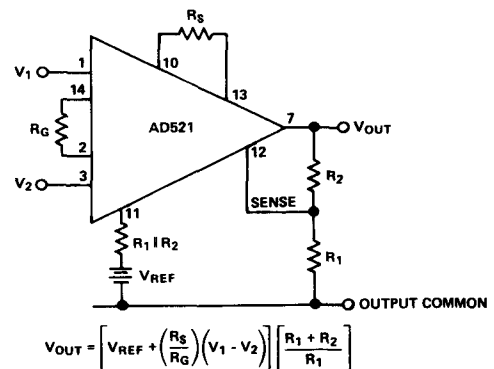 RS
10
13
V1
1
14
RG
2
V2
3
AD521
7
VOUT
12
SENSE
R2
11
R1 || R2
VREF
R1
OUTPUT COMMON
VOUT = [VREF + (RS/RG)(V1 - V2)] [R1 + R2/R1]